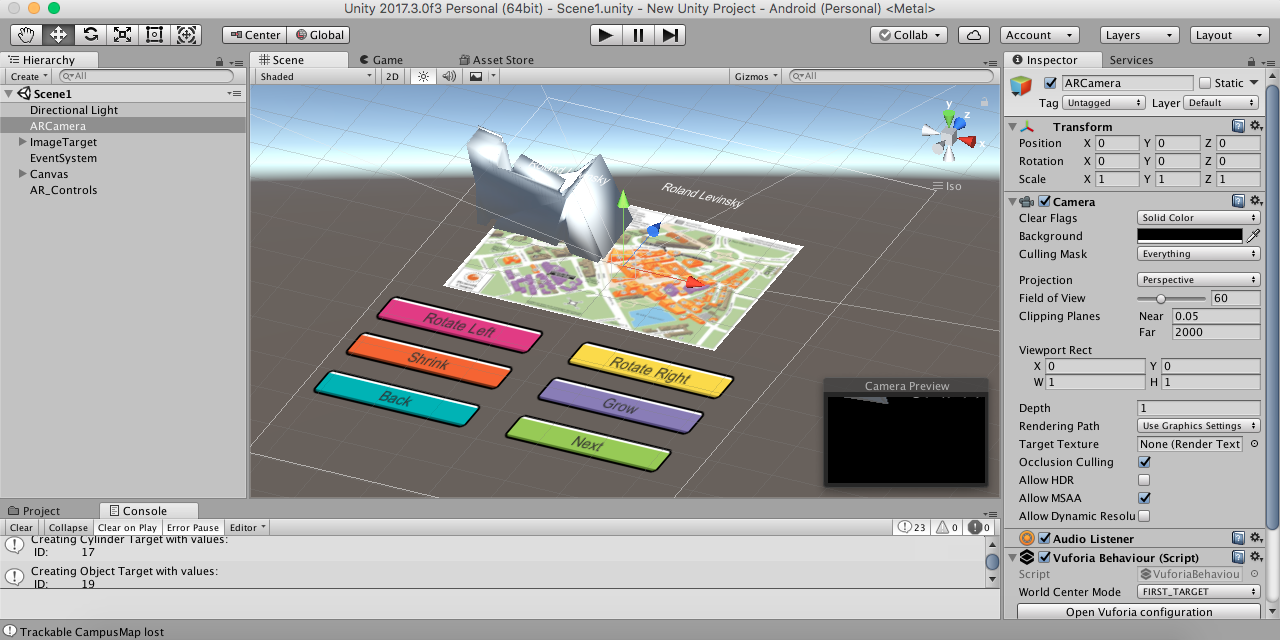 Unity 2017.3.0f3 Personal (64bit) - Scene1.unity - New Unity Project - Android (Personal) <Metal>
Center Global Collab Account Layers Layout
Hierarchy
Create All
Scene1
Directional Light
ARCamera
ImageTarget
EventSystem
Canvas
AR_Controls
Scene Game Asset Store
Shaded 2D Gizmos All
y
z
x
Iso
Roland Levinsky
Rotate Left
Shrink
Rotate Right
Back
Grow
Next
Camera Preview
Project Console
Clear Collapse Clear on Play Error Pause Editor 23 0 0
Creating Cylinder Target with values:
ID: 17
Creating Object Target with values:
ID: 19
Trackable CampusMap lost
Inspector Services
ARCamera Static
Tag Untagged Layer Default
Transform
Position X 0 Y 0 Z 0
Rotation X 0 Y 0 Z 0
Scale X 1 Y 1 Z 1
Camera
Clear Flags Solid Color
Background
Culling Mask Everything
Projection Perspective
Field of View 60
Clipping Planes Near 0.05
Far 2000
Viewport Rect
X 0 Y 0
W 1 H 1
Depth 1
Rendering Path Use Graphics Settings
Target Texture None (Render Text
Occlusion Culling
Allow HDR
Allow MSAA
Allow Dynamic Resolu
Audio Listener
Vuforia Behaviour (Script)
Script VuforiaBehaviou
World Center Mode FIRST_TARGET
Open Vuforia configuration